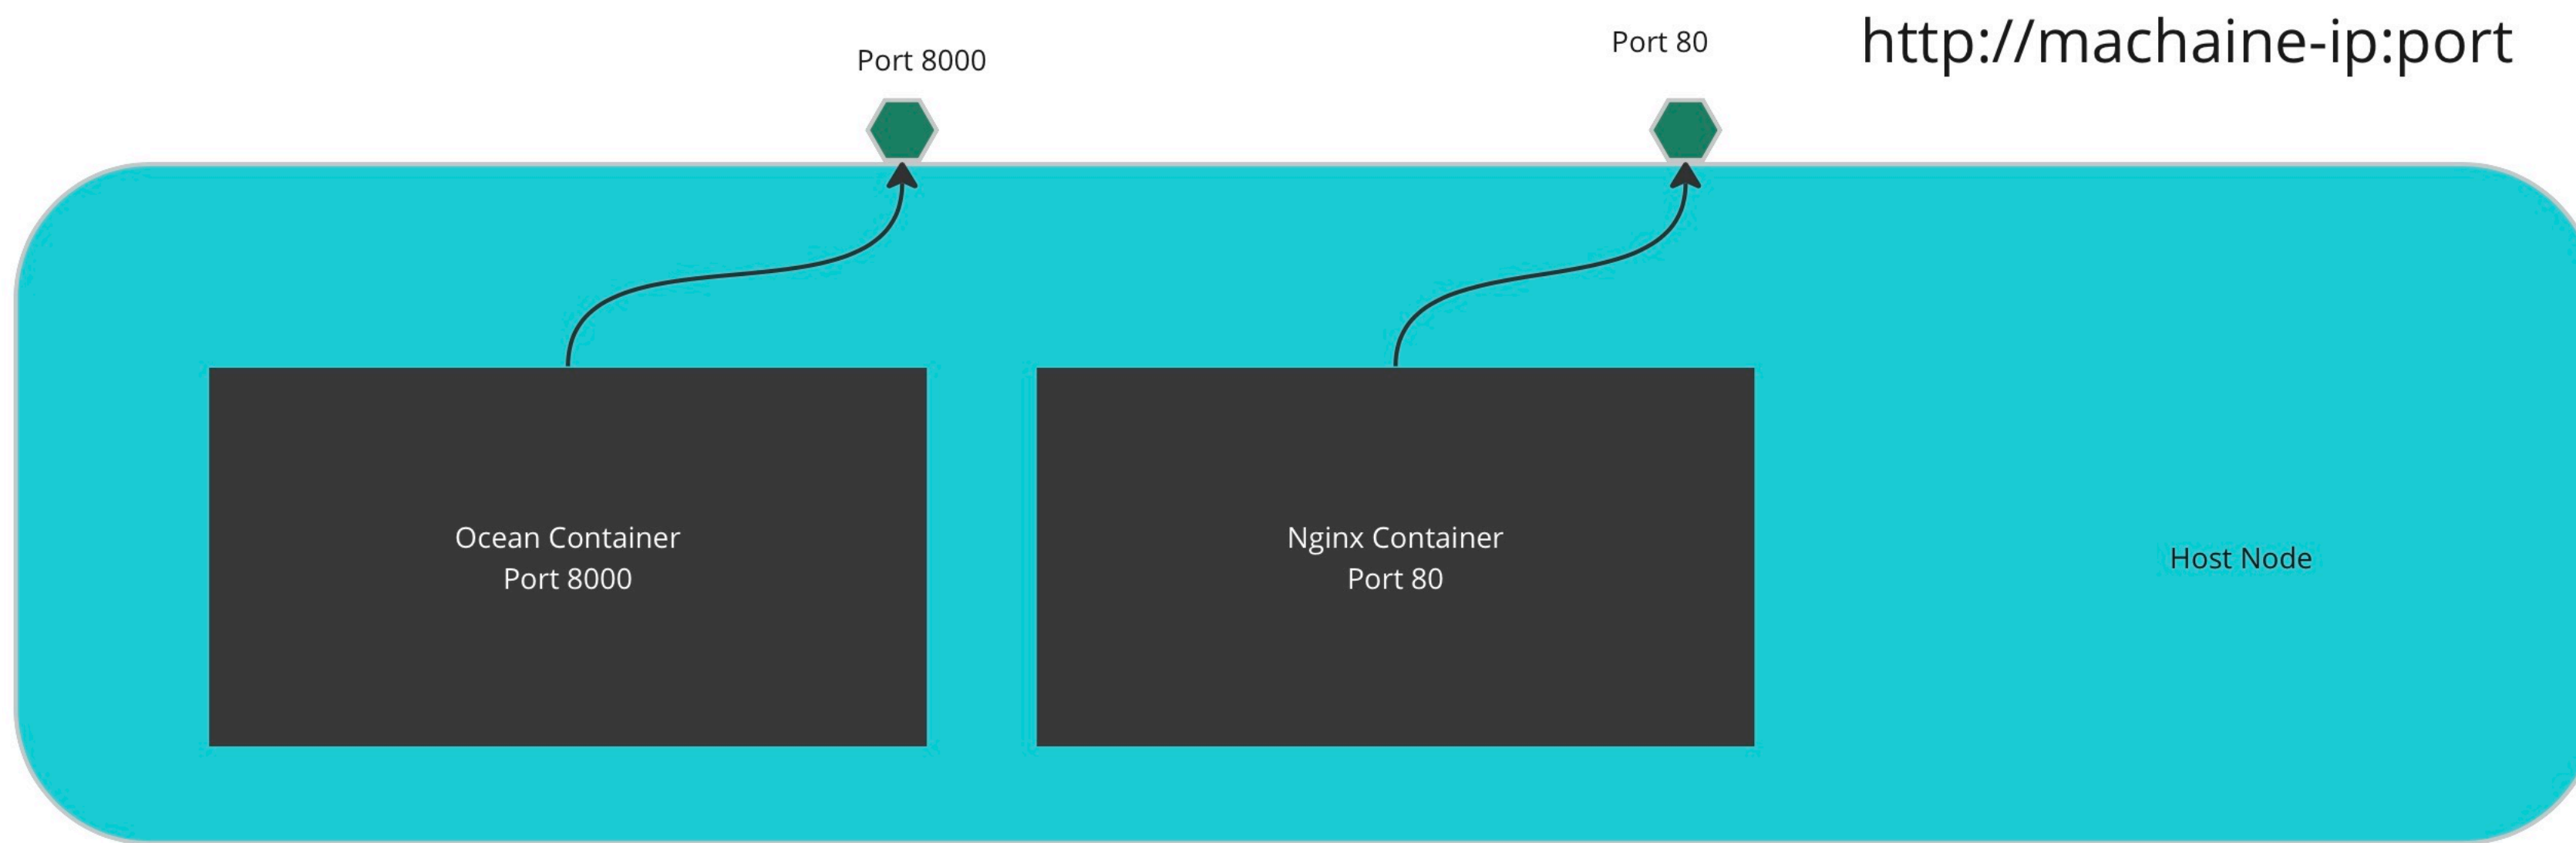 Port 8000
Port 80
http://machaine-ip:port
Ocean Container
Port 8000
Nginx Container
Port 80
Host Node